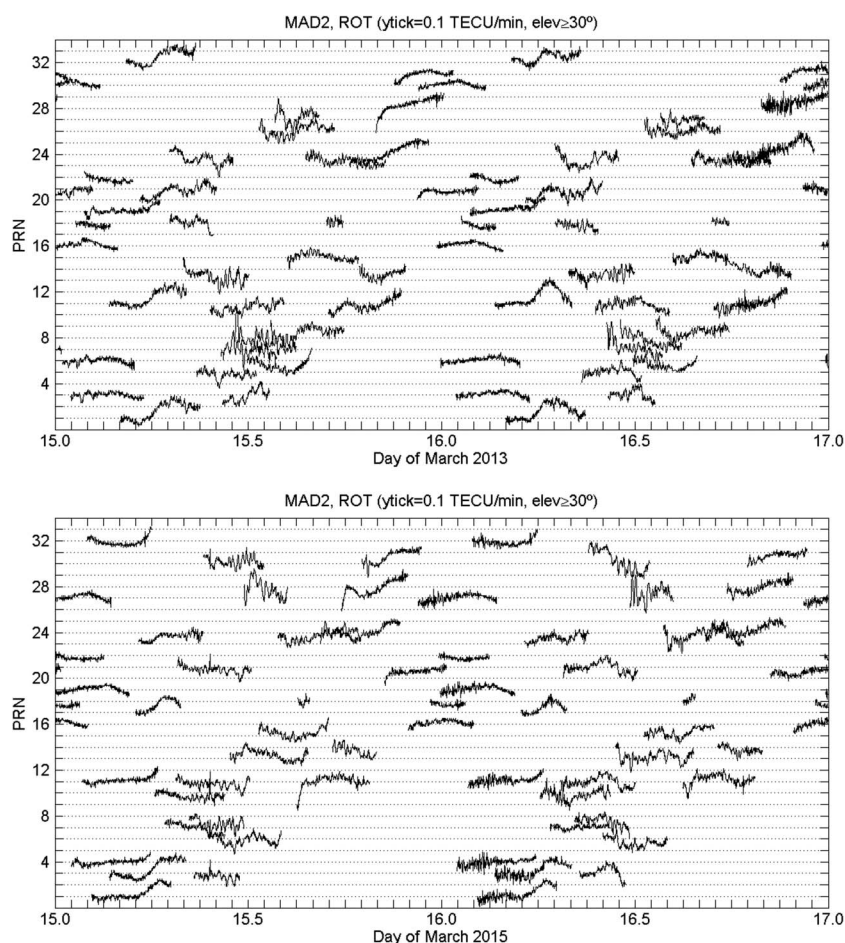 MAD2, ROT (ytick=0.1 TECU/min, elev≥30º)
32
28
24
20
16
12
8
4
PRN
15.0 15.5 16.0 16.5 17.0
Day of March 2013
MAD2, ROT (ytick=0.1 TECU/min, elev≥30º)
32
28
24
20
16
12
8
4
PRN
15.0 15.5 16.0 16.5 17.0
Day of March 2015